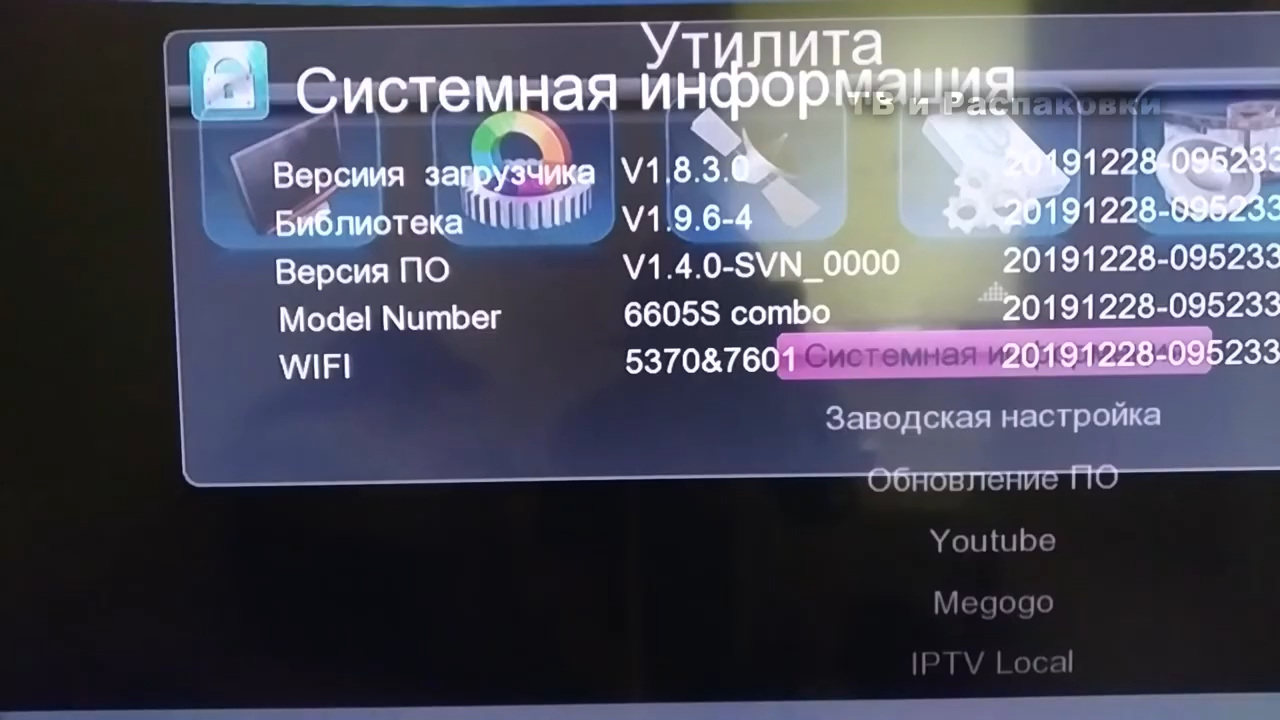 Утилита
Системная информация
ТВ и Распаковки
Версиия загрузчика V1.8.3.0 20191228-095233
Библиотека V1.9.6-4 20191228-095233
Версия ПО V1.4.0-SVN_0000 20191228-095233
Model Number 6605S combo 20191228-095233
WIFI 5370&7601 20191228-095233
Системная информация
Заводская настройка
Обновление ПО
Youtube
Megogo
IPTV Local